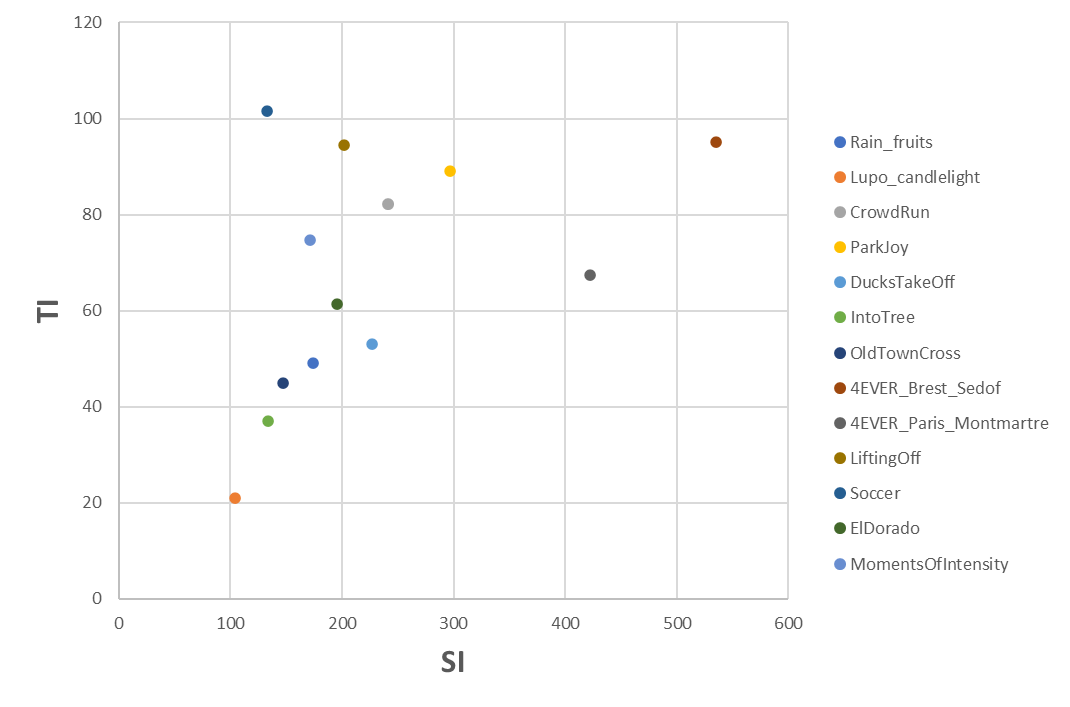 120
100
80
60
40
20
0
TI
0 100 200 300 400 500 600
SI
Rain_fruits
Lupo_candlelight
CrowdRun
ParkJoy
DucksTakeOff
IntoTree
OldTownCross
4EVER_Brest_Sedof
4EVER_Paris_Montmartre
LiftingOff
Soccer
ElDorado
MomentsOfIntensity